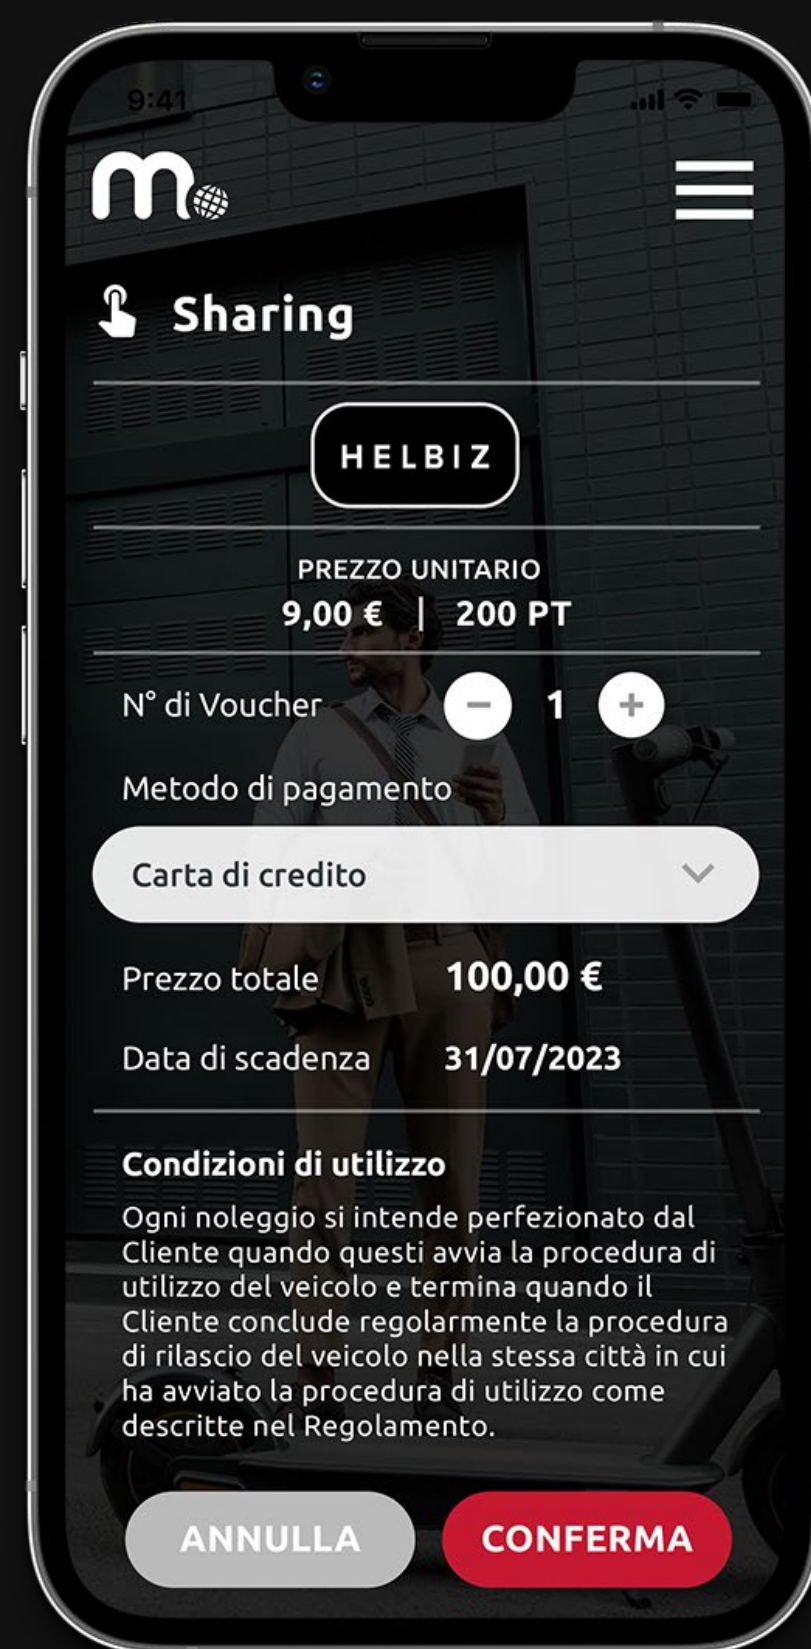 9:41
m
Sharing
HELBIZ
PREZZO UNITARIO
9,00 € | 200 PT
N° di Voucher - 1 +
Metodo di pagamento
Carta di credito
Prezzo totale 100,00 €
Data di scadenza 31/07/2023
Condizioni di utilizzo
Ogni noleggio si intende perfezionato dal
Cliente quando questi avvia la procedura di
utilizzo del veicolo e termina quando il
Cliente conclude regolarmente la procedura
di rilascio del veicolo nella stessa città in cui
ha avviato la procedura di utilizzo come
descritte nel Regolamento.
ANNULLA CONFERMA